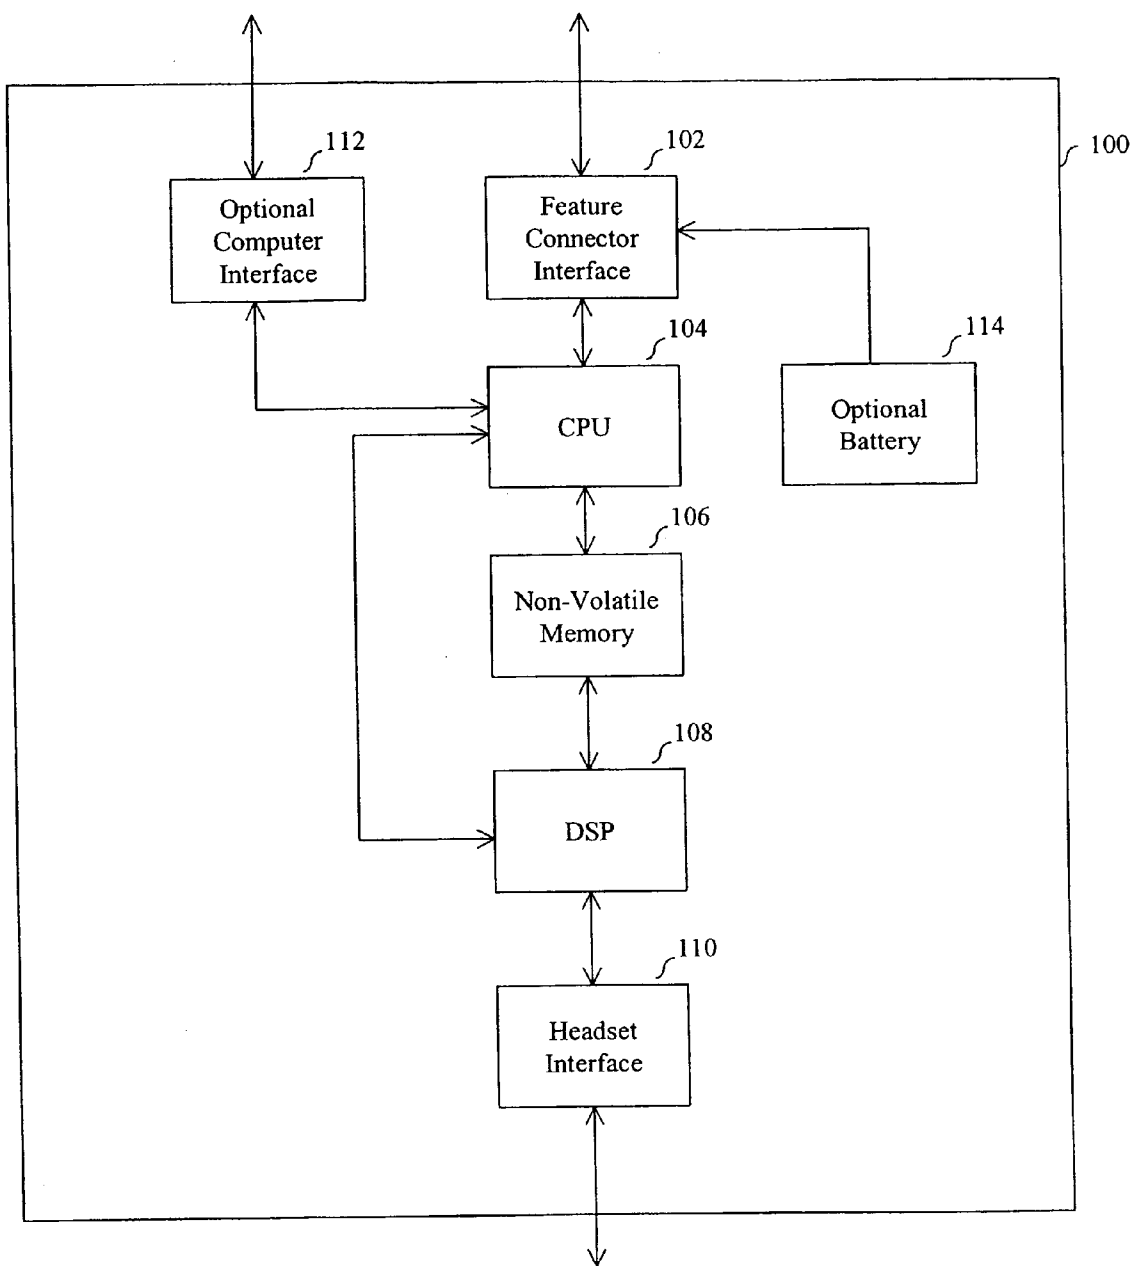 112
102
100
Optional
Computer
Interface
Feature
Connector
Interface
104
114
CPU
Optional
Battery
106
Non-Volatile
Memory
108
DSP
110
Headset
Interface